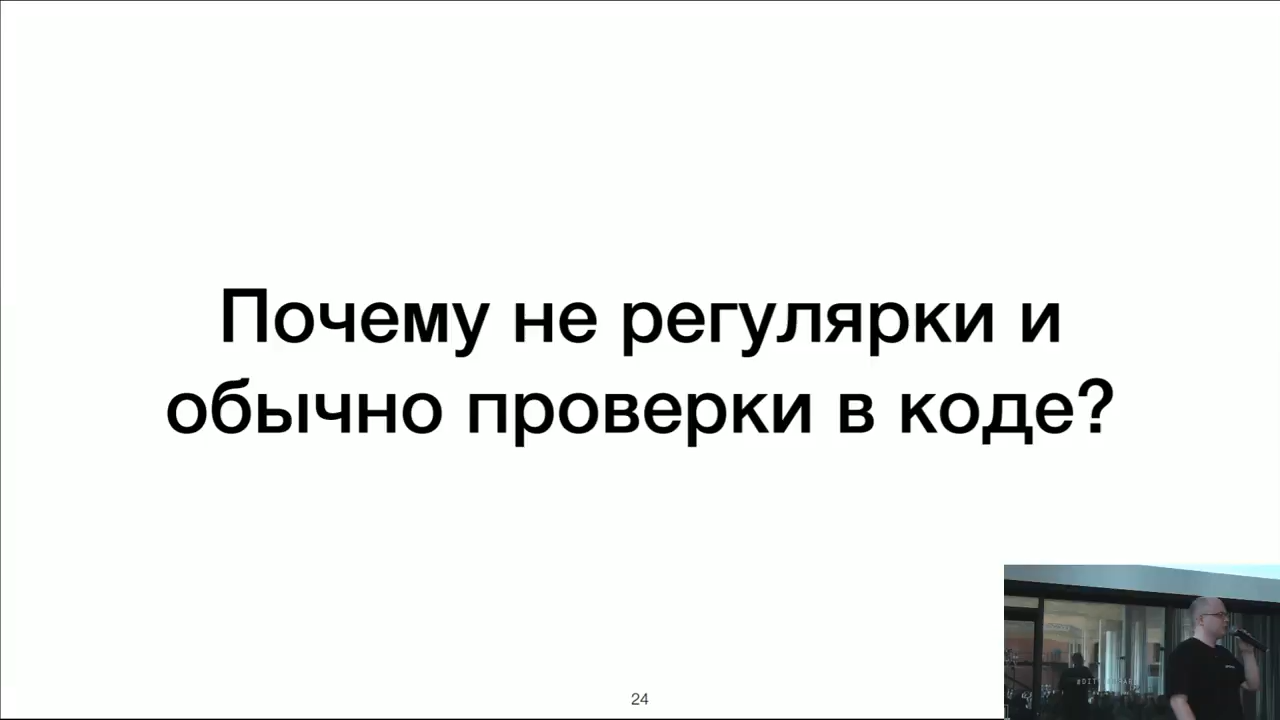 Почему не регулярки и
обычно проверки в коде?
24